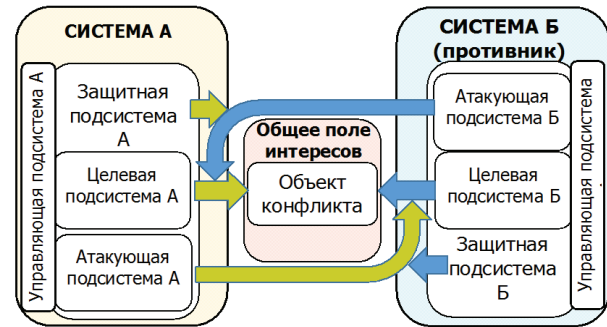 СИСТЕМА А
Управляющая подсистема А
Защитная
подсистема
А
Целевая
подсистема А
Атакующая
подсистема А
Общее поле
интересов
Объект
конфликта
СИСТЕМА Б
(противник)
Атакующая
подсистема Б
Целевая
подсистема Б
Защитная
подсистема
Б
Управляющая подсистема